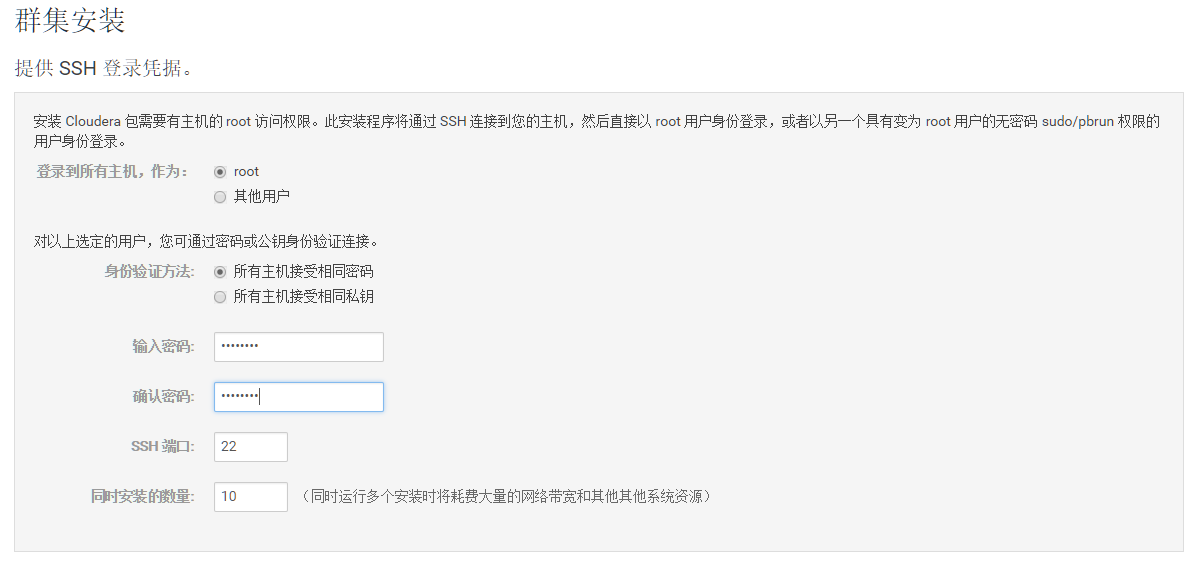 群集安装
提供 SSH 登录凭据。
安装 Cloudera 包需要有主机的 root 访问权限。此安装程序将通过 SSH 连接到您的主机，然后直接以 root 用户身份登录，或者以另一个具有变为 root 用户的无密码 sudo/pbrun 权限的
用户身份登录。
登录到所有主机，作为： root
其他用户
对以上选定的用户，您可通过密码或公钥身份验证连接。
身份验证方法: 所有主机接受相同密码
所有主机接受相同私钥
输入密码: ••••••••
确认密码: ••••••••
SSH 端口: 22
同时安装的数量: 10 （同时运行多个安装时将耗费大量的网络带宽和其他其他系统资源）